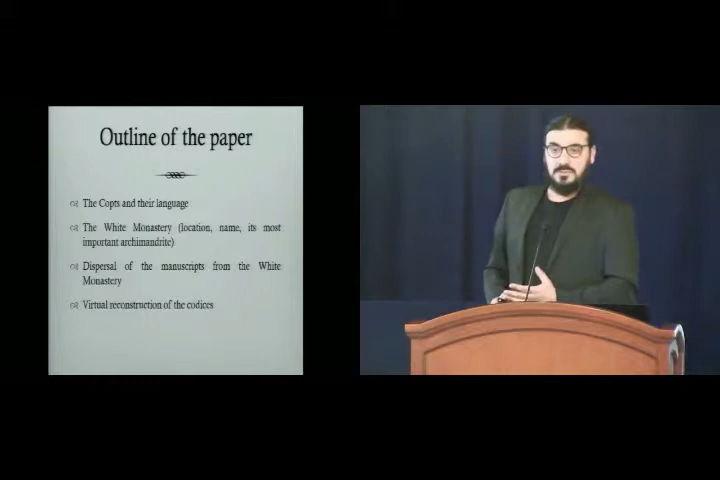 Outline of the paper
The Copts and their language
The White Monastery (location, name, its most
important archimandrite)
Dispersal of the manuscripts from the White
Monastery
Virtual reconstruction of the codices